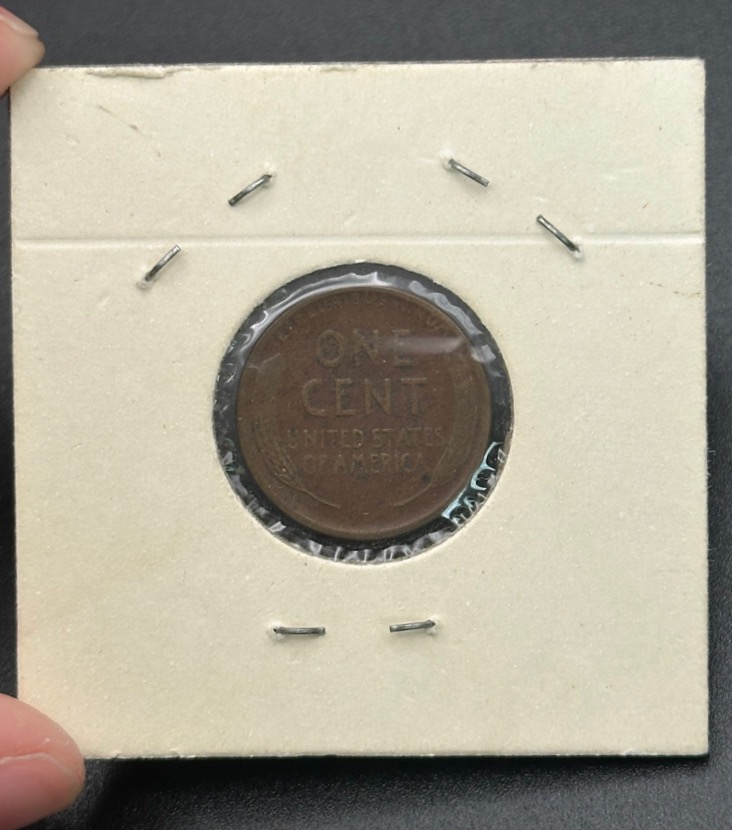 ONE
CENT
UNITED STATES
OF AMERICA